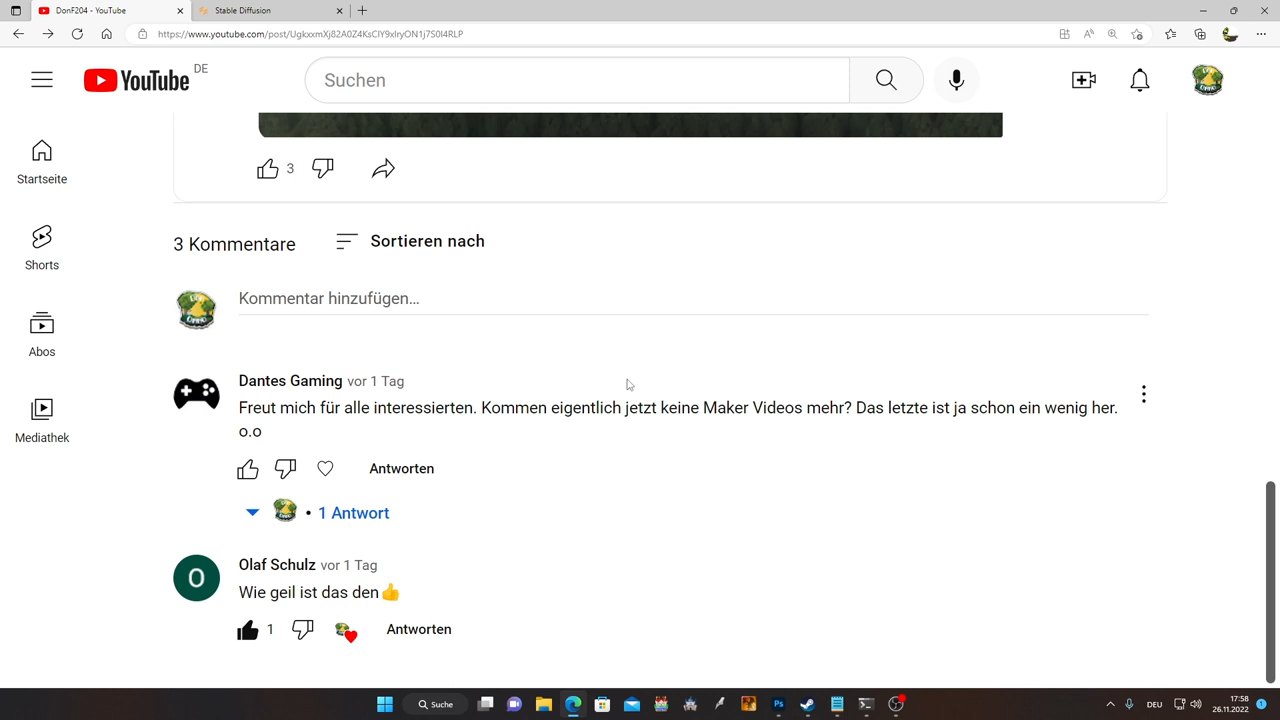 DonF204 - YouTube
Stable Diffusion
https://www.youtube.com/post/UgkxxmXj82A0Z4KsClY9xIryON1j7S0l4RLP
YouTube DE
Suchen
Startseite
Shorts
Abos
Mediathek
3
3 Kommentare
Sortieren nach
Kommentar hinzufügen...
Dantes Gaming vor 1 Tag
Freut mich für alle interessierten. Kommen eigentlich jetzt keine Maker Videos mehr? Das letzte ist ja schon ein wenig her.
o.o
Antworten
• 1 Antwort
O
Olaf Schulz vor 1 Tag
Wie geil ist das den👍
1
Antworten
Suche
DEU
17:58
26.11.2022